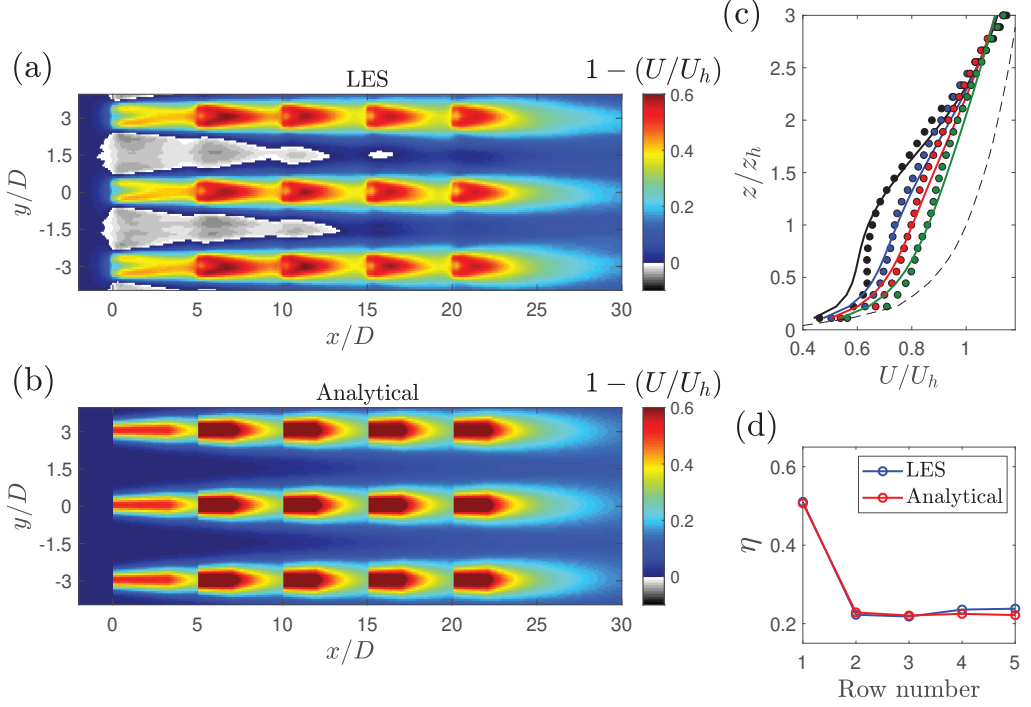 (a)
LES
1 − (U/U_h)
y/D
3
1.5
0
-1.5
-3
0 5 10 15 20 25 30
x/D
0.6
0.4
0.2
0
(b)
Analytical
1 − (U/U_h)
y/D
3
1.5
0
-1.5
-3
0 5 10 15 20 25 30
x/D
0.6
0.4
0.2
0
(c)
z/z_h
3
2.5
2
1.5
1
0.5
0
0.4 0.6 0.8 1
U/U_h
(d)
η
0.6
0.4
0.2
LES
Analytical
1 2 3 4 5
Row number